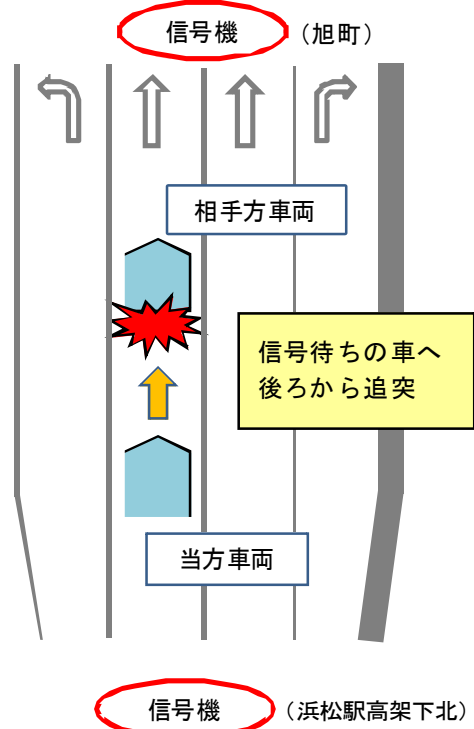 信号機 （旭町）
相手方車両
信号待ちの車へ
後ろから追突
当方車両
信号機 （浜松駅高架下北）